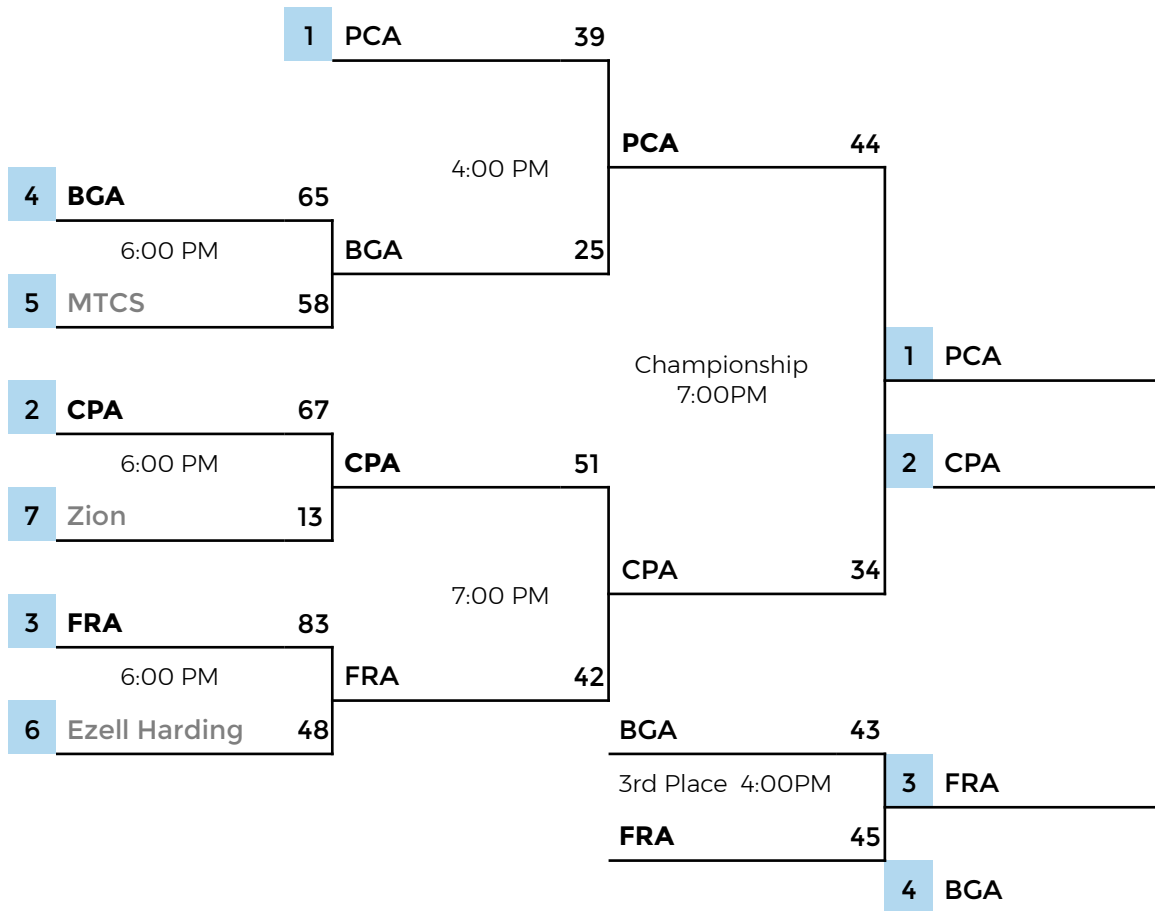 1 PCA 39
PCA 44
4:00 PM
4 BGA 65
6:00 PM
BGA 25
5 MTCS 58
Championship
7:00PM
1 PCA
2 CPA 67
6:00 PM
CPA 51
2 CPA
7 Zion 13
CPA 34
7:00 PM
3 FRA 83
6:00 PM
FRA 42
6 Ezell Harding 48
BGA 43
3rd Place 4:00PM
3 FRA
FRA 45
4 BGA